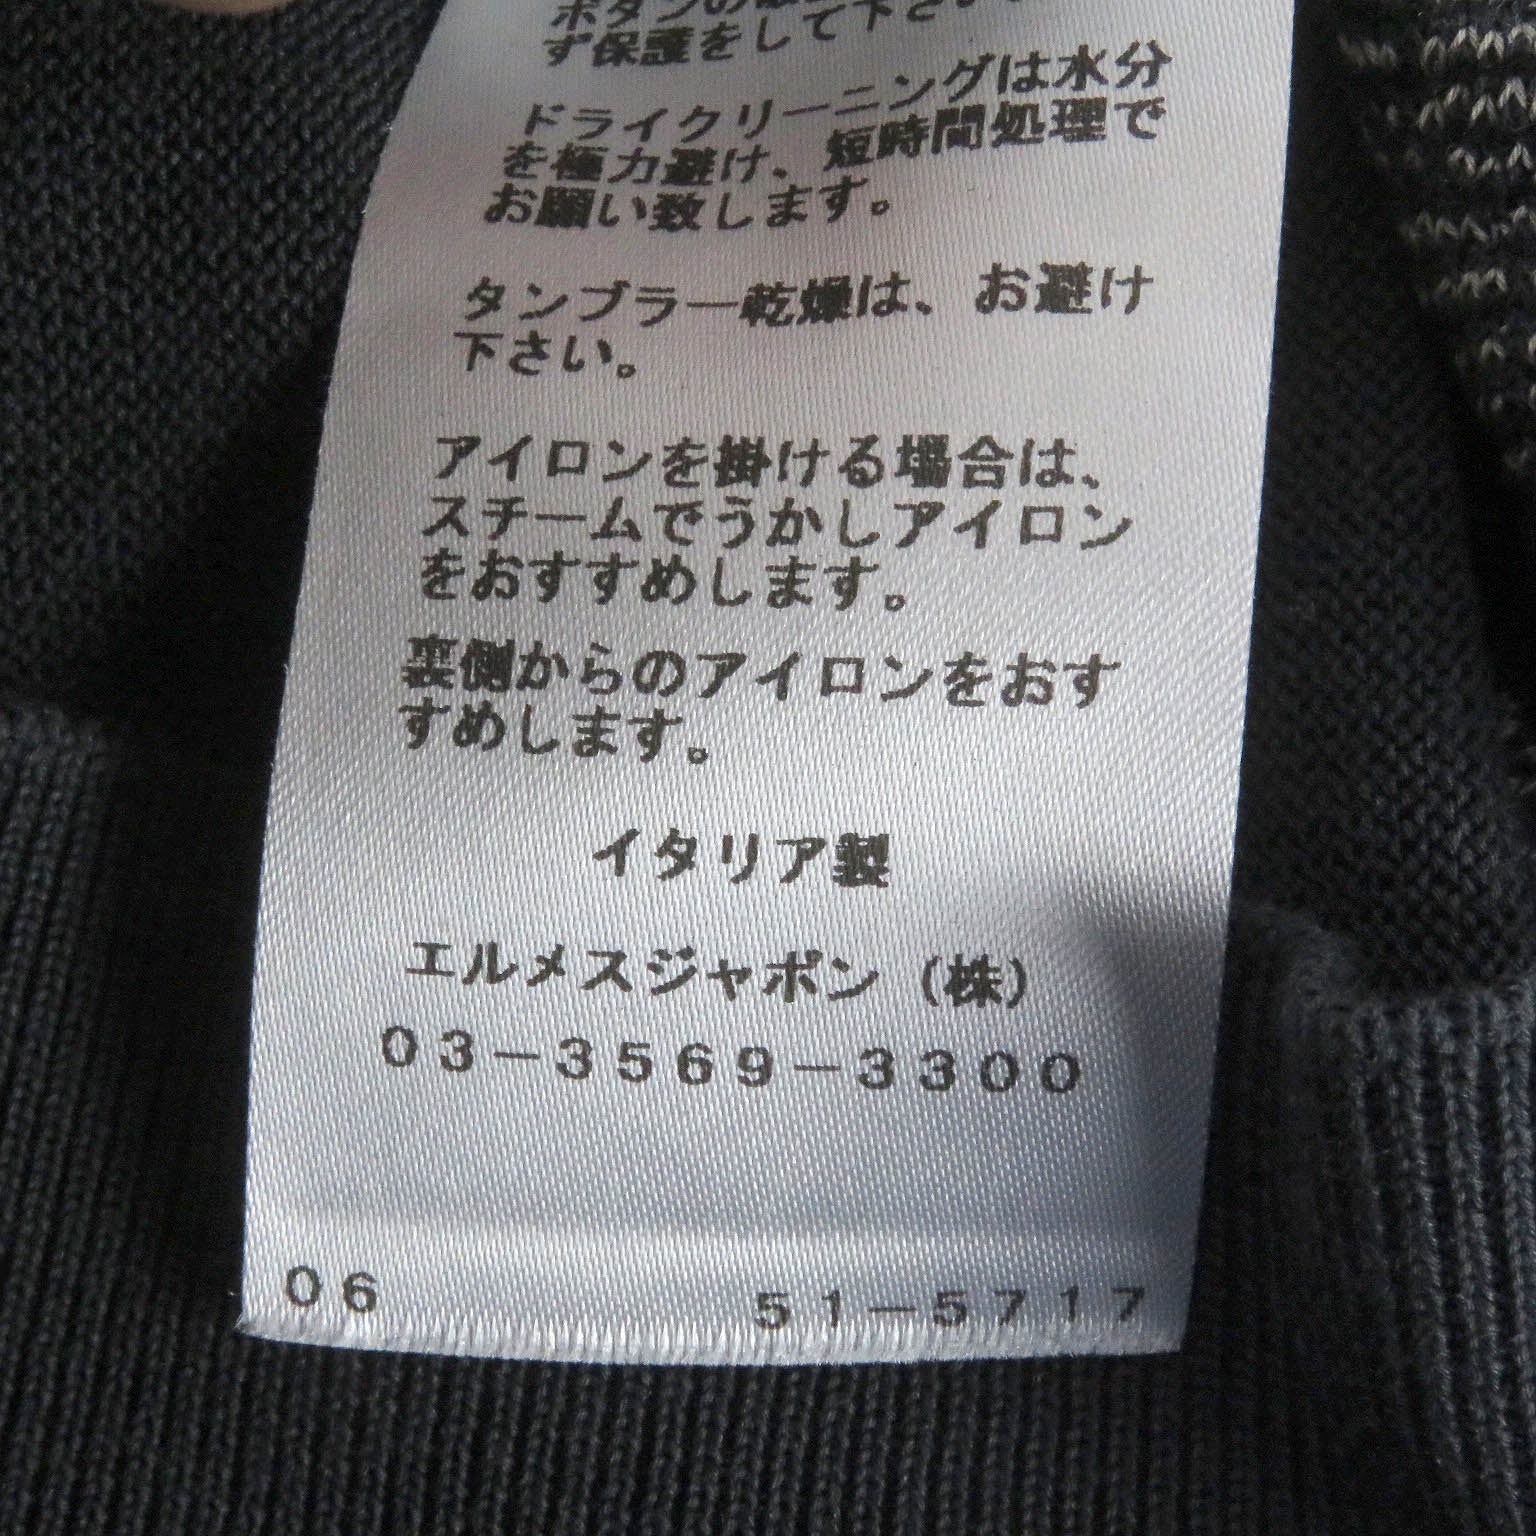 ボタンの
ず保護をして下さい。
ドライクリーニングは水分
を極力避け、短時間処理で
お願い致します。
タンブラー乾燥は、お避け
下さい。
アイロンを掛ける場合は、
スチームでうかしアイロン
をおすすめします。
裏側からのアイロンをおす
すめします。
イタリア製
エルメスジャポン（株）
03-3569-3300
06 51-5717